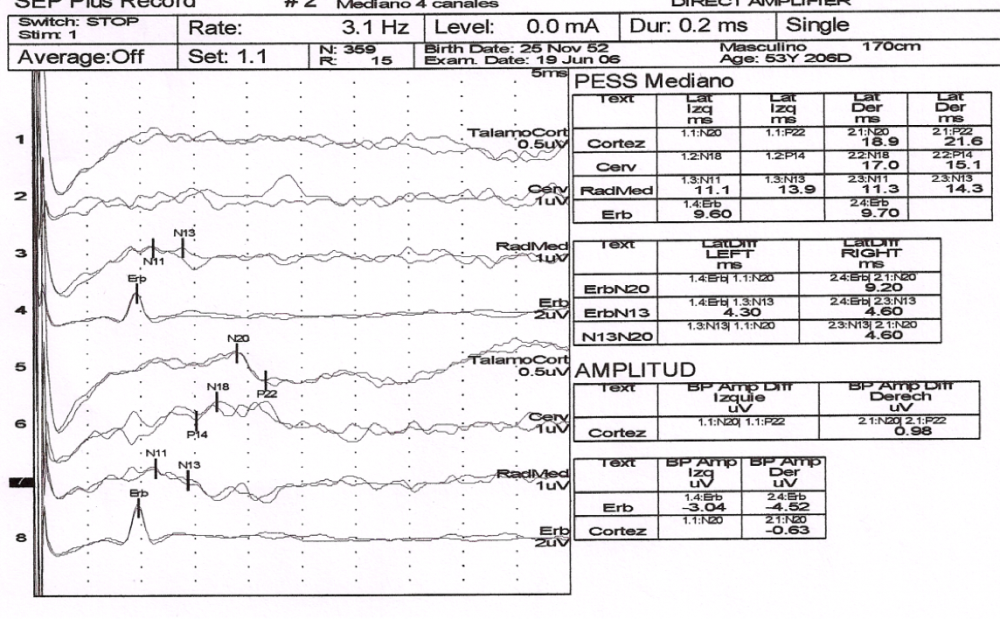 SEP Plus Record # 2 Mediano 4 canales DIRECT AMPLIFIER
Switch: STOP
Stim: 1
Rate: 3.1 Hz
Level: 0.0 mA
Dur: 0.2 ms
Single
Average:Off
Set: 1.1
N: 359
R: 15
Birth Date: 25 Nov 52
Exam. Date: 19 Jun 06
Masculino 170cm
Age: 53Y 206D
5ms
1
TalamoCort
0.5uV
2
Cerv
1uV
3
N11
N13
RadMed
1uV
4
Erb
Erb
2uV
5
N20
P22
TalamoCort
0.5uV
6
N18
P14
Cerv
1uV
N11
N13
RadMed
1uV
8
Erb
Erb
2uV
PESS Mediano
Text Lat Izq ms Lat Izq ms Lat Der ms Lat Der ms
1.1:N20 1.1:P22 2.1:N20 2.1:P22
Cortez 18.9 21.6
1.2:N18 1.2:P14 2.2:N18 2.2:P14
Cerv 17.0 15.1
1.3:N11 1.3:N13 2.3:N11 2.3:N13
RadMed 11.1 13.9 11.3 14.3
1.4:Erb 2.4:Erb
Erb 9.60 9.70
Text LatDiff LEFT ms LatDiff RIGHT ms
1.4:Erb| 1.1:N20 2.4:Erb| 2.1:N20
ErbN20 9.20
1.4:Erb| 1.3:N13 2.4:Erb| 2.3:N13
ErbN13 4.30 4.60
1.3:N13| 1.1:N20 2.3:N13| 2.1:N20
N13N20 4.60
AMPLITUD
Text BP Amp Diff Izquie uV BP Amp Diff Derech uV
1.1:N20| 1.1:P22 2.1:N20| 2.1:P22
Cortez 0.98
Text BP Amp Izq uV BP Amp Der uV
1.4:Erb 2.4:Erb
Erb -3.04 -4.52
1.1:N20 2.1:N20
Cortez -0.63